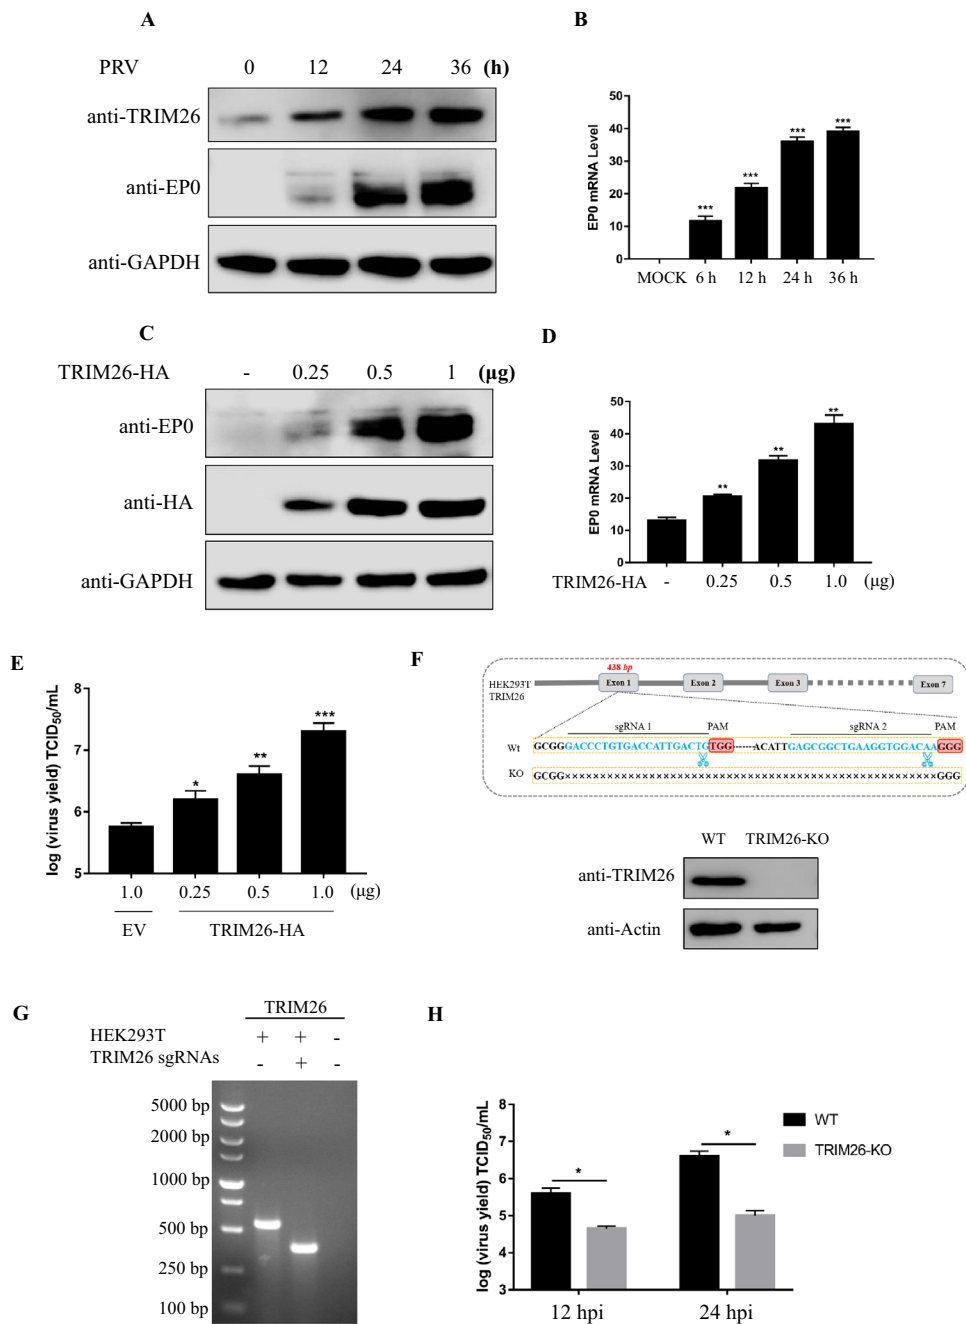 A
PRV 0 12 24 36 (h)
anti-TRIM26
anti-EP0
anti-GAPDH
B
EP0 mRNA Level
50
40
30
20
10
0
*** *** *** ***
MOCK 6 h 12 h 24 h 36 h
C
TRIM26-HA - 0.25 0.5 1 (μg)
anti-EP0
anti-HA
anti-GAPDH
D
EP0 mRNA Level
50
40
30
20
10
0
** ** **
TRIM26-HA - 0.25 0.5 1.0 (μg)
E
log (virus yield) TCID50/mL
8
7
6
5
* ** ***
1.0 0.25 0.5 1.0 (μg)
EV TRIM26-HA
F
438 bp
HEK293T
TRIM26
Exon 1 Exon 2 Exon 3 Exon 7
sgRNA 1 PAM sgRNA 2 PAM
Wt GCGGGACCCTGTGACCATTGACTGTGG------ACATTGAGCGGCTGAAGGTGGACAAGGG
KO GCGG×××××××××××××××××××××××××××××××××××××××××××××××××××××GGG
WT TRIM26-KO
anti-TRIM26
anti-Actin
G
TRIM26
HEK293T + + -
TRIM26 sgRNAs - + -
5000 bp
2000 bp
1000 bp
500 bp
250 bp
100 bp
H
log (virus yield) TCID50/mL
8
7
6
5
4
3
* *
WT
TRIM26-KO
12 hpi 24 hpi